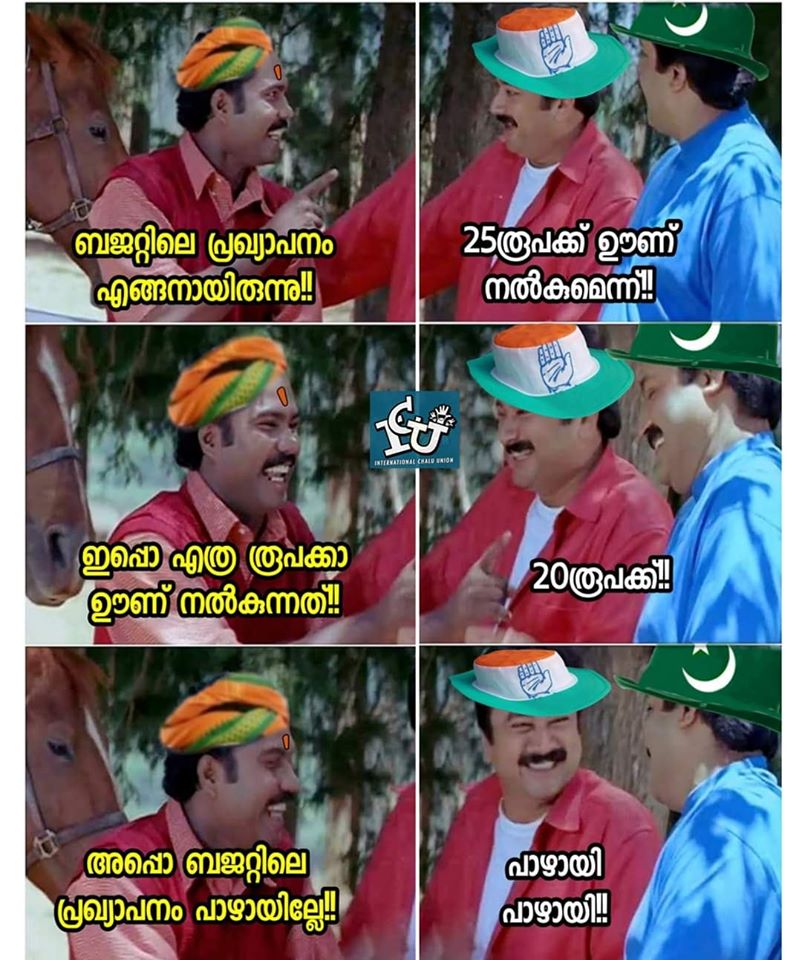 ബജറ്റിലെ പ്രഖ്യാപനം
എങ്ങനായിരുന്നു!!
25രൂപക്ക് ഊണ്
നൽകുമെന്ന്!!
ഇപ്പൊ എത്ര രൂപക്കാ
ഊണ് നൽകുന്നത്!!
ICU
INTERNATIONAL CHALU UNION
20രൂപക്ക്!!
അപ്പൊ ബജറ്റിലെ
പ്രഖ്യാപനം പാഴായില്ലേ!!
പാഴായി
പാഴായി!!